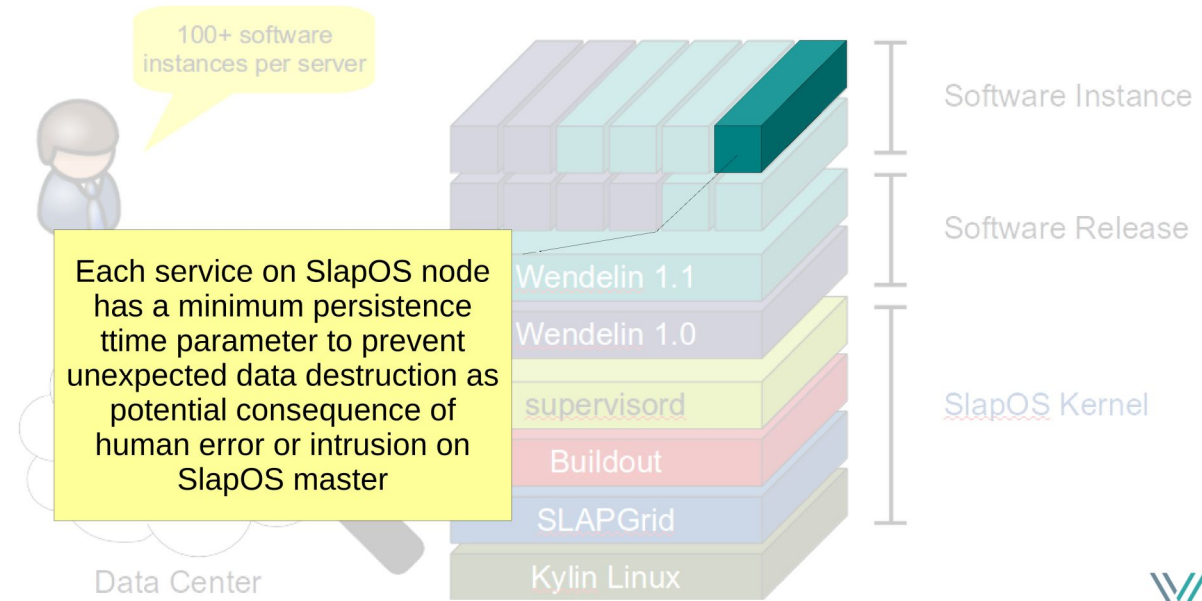 100+ software
instances per server
Software Instance
Software Release
Each service on SlapOS node
has a minimum persistence
ttime parameter to prevent
unexpected data destruction as
potential consequence of
human error or intrusion on
SlapOS master
Wendelin 1.1
Wendelin 1.0
supervisord
SlapOS Kernel
Buildout
SLAPGrid
Kylin Linux
Data Center